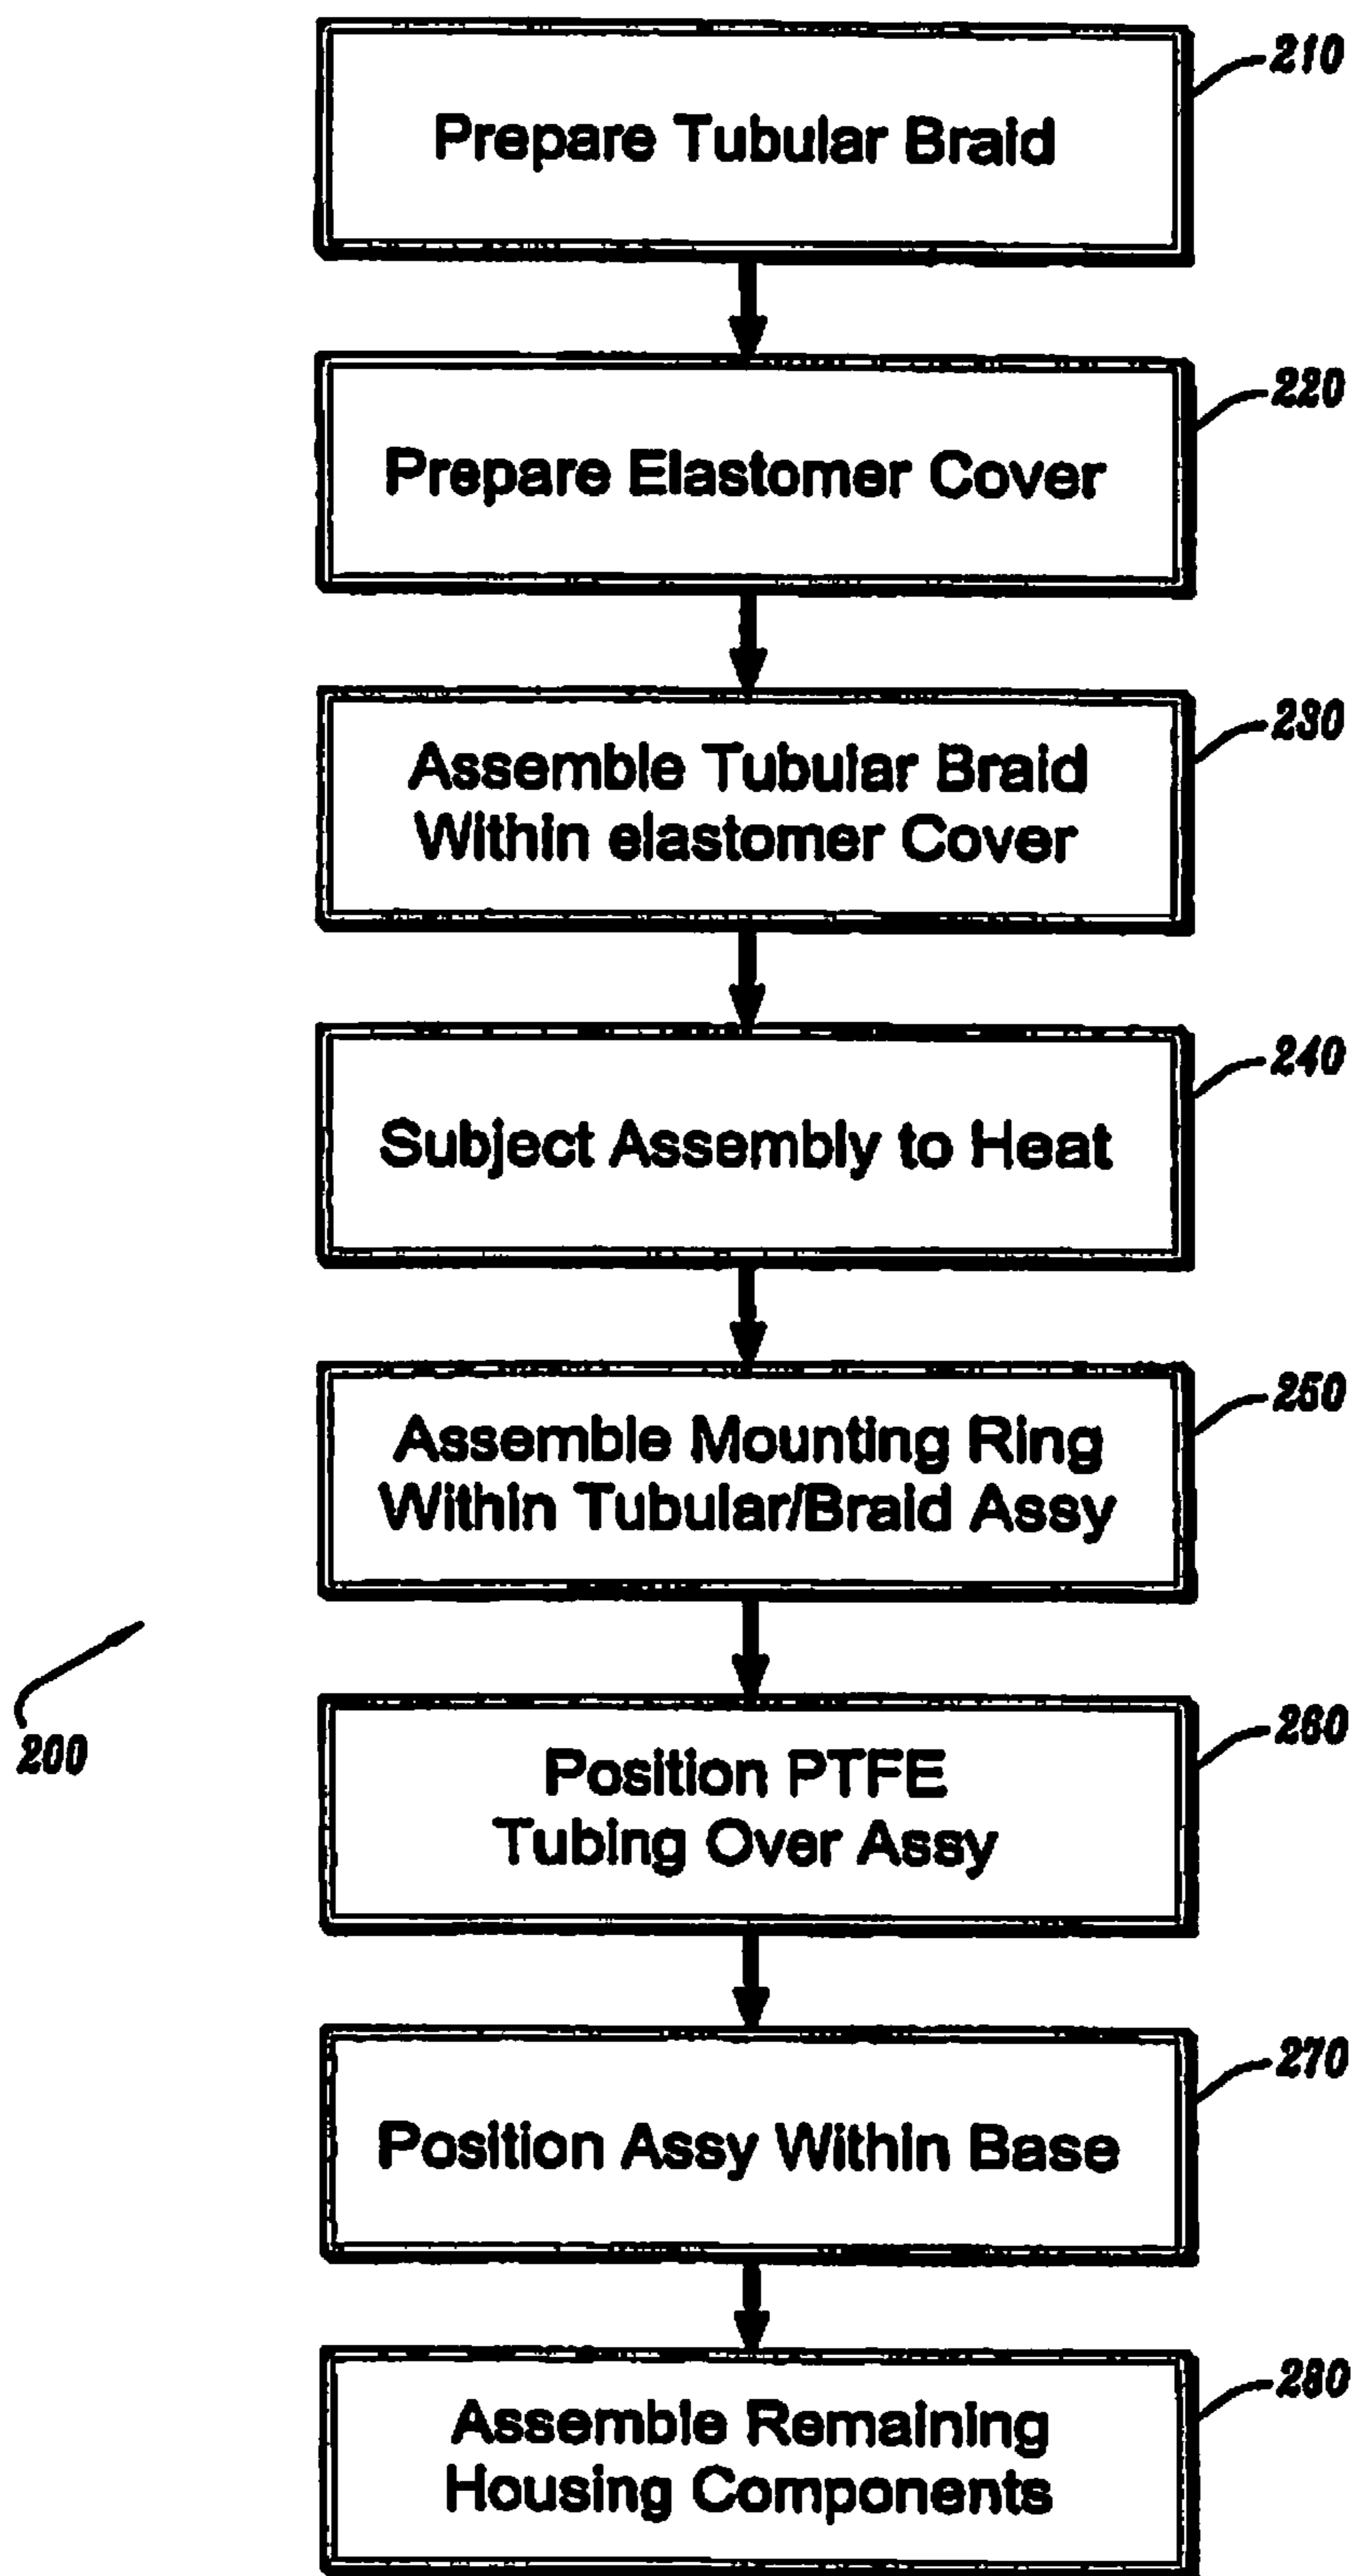 210
Prepare Tubular Braid
220
Prepare Elastomer Cover
230
Assemble Tubular Braid
Within elastomer Cover
240
Subject Assembly to Heat
250
Assemble Mounting Ring
Within Tubular/Braid Assy
200
260
Position PTFE
Tubing Over Assy
270
Position Assy Within Base
280
Assemble Remaining
Housing Components